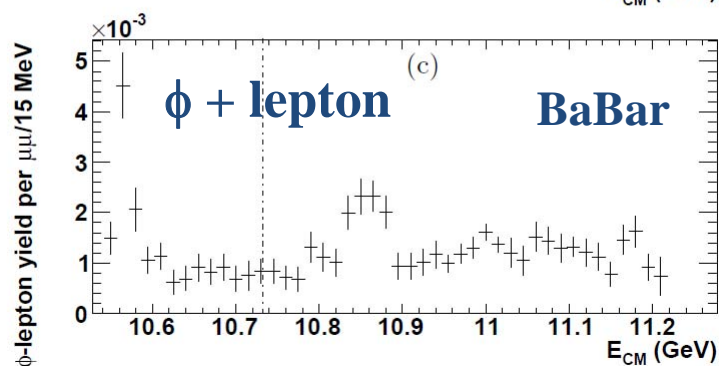 ×10⁻³
(c)
ϕ + lepton
BaBar
ϕ-lepton yield per μμ/15 MeV
5
4
3
2
1
0
10.6 10.7 10.8 10.9 11 11.1 11.2
E_CM (GeV)